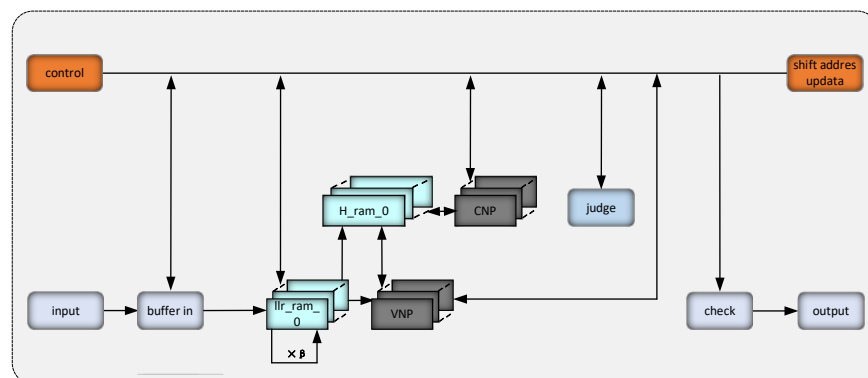 control
shift addres
updata
H_ram_0
CNP
judge
input
buffer in
llr_ram_
0
VNP
check
output
× β